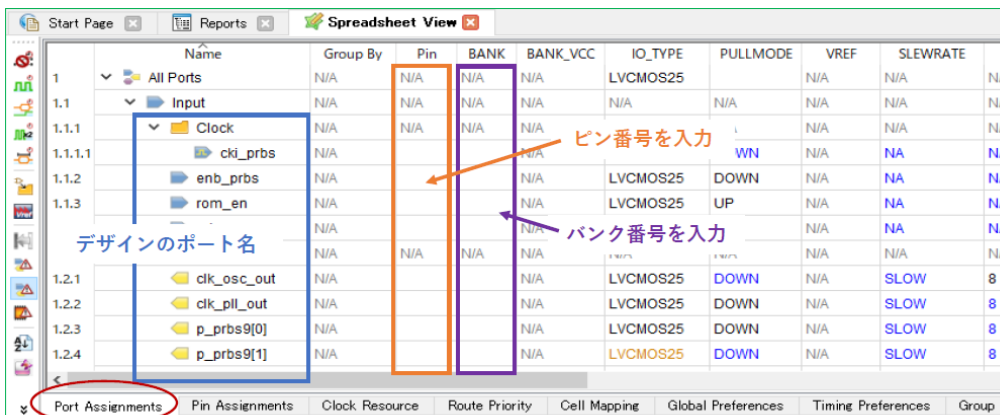 Start Page Reports Spreadsheet View
Name Group By Pin BANK BANK_VCC IO_TYPE PULLMODE VREF SLEWRATE
1 All Ports N/A N/A N/A N/A LVCMOS25 N/A N/A
1.1 Input N/A N/A N/A N/A N/A N/A N/A N/A
1.1.1 Clock N/A N/A N/A N/A N/A N/A
ピン番号を入力
1.1.1.1 cki_prbs N/A N/A NA
1.1.2 enb_prbs N/A N/A LVCMOS25 DOWN N/A NA
1.1.3 rom_en N/A N/A LVCMOS25 UP N/A NA
デザインのポート名
バンク番号を入力
N/A N/A NA
N/A N/A N/A N/A N/A N/A
1.2.1 clk_osc_out N/A N/A LVCMOS25 DOWN N/A SLOW 8
1.2.2 clk_pll_out N/A N/A LVCMOS25 DOWN N/A SLOW 8
1.2.3 p_prbs9[0] N/A N/A LVCMOS25 DOWN N/A SLOW 8
1.2.4 p_prbs9[1] N/A N/A LVCMOS25 DOWN N/A SLOW 8
Port Assignments Pin Assignments Clock Resource Route Priority Cell Mapping Global Preferences Timing Preferences Group